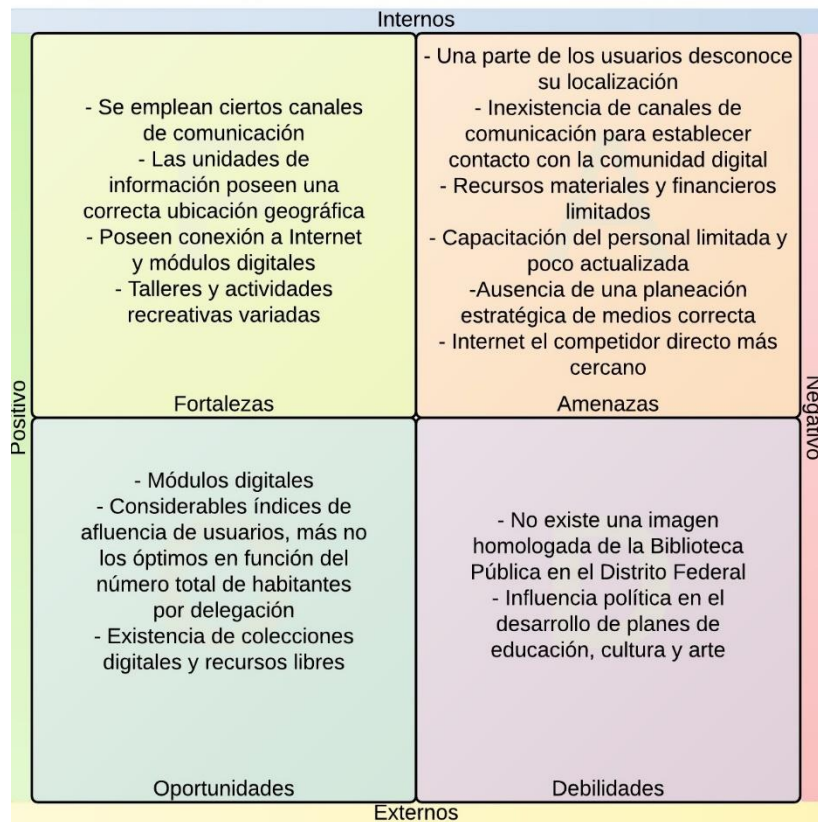 Internos
Positivo
- Se emplean ciertos canales
de comunicación
- Las unidades de
información poseen una
correcta ubicación geográfica
- Poseen conexión a Internet
y módulos digitales
- Talleres y actividades
recreativas variadas
Fortalezas
- Una parte de los usuarios desconoce
su localización
- Inexistencia de canales de
comunicación para establecer
contacto con la comunidad digital
- Recursos materiales y financieros
limitados
- Capacitación del personal limitada y
poco actualizada
-Ausencia de una planeación
estratégica de medios correcta
- Internet el competidor directo más
cercano
Amenazas
Negativo
- Módulos digitales
- Considerables índices de
afluencia de usuarios, más no
los óptimos en función del
número total de habitantes
por delegación
- Existencia de colecciones
digitales y recursos libres
Oportunidades
- No existe una imagen
homologada de la Biblioteca
Pública en el Distrito Federal
- Influencia política en el
desarrollo de planes de
educación, cultura y arte
Debilidades
Externos